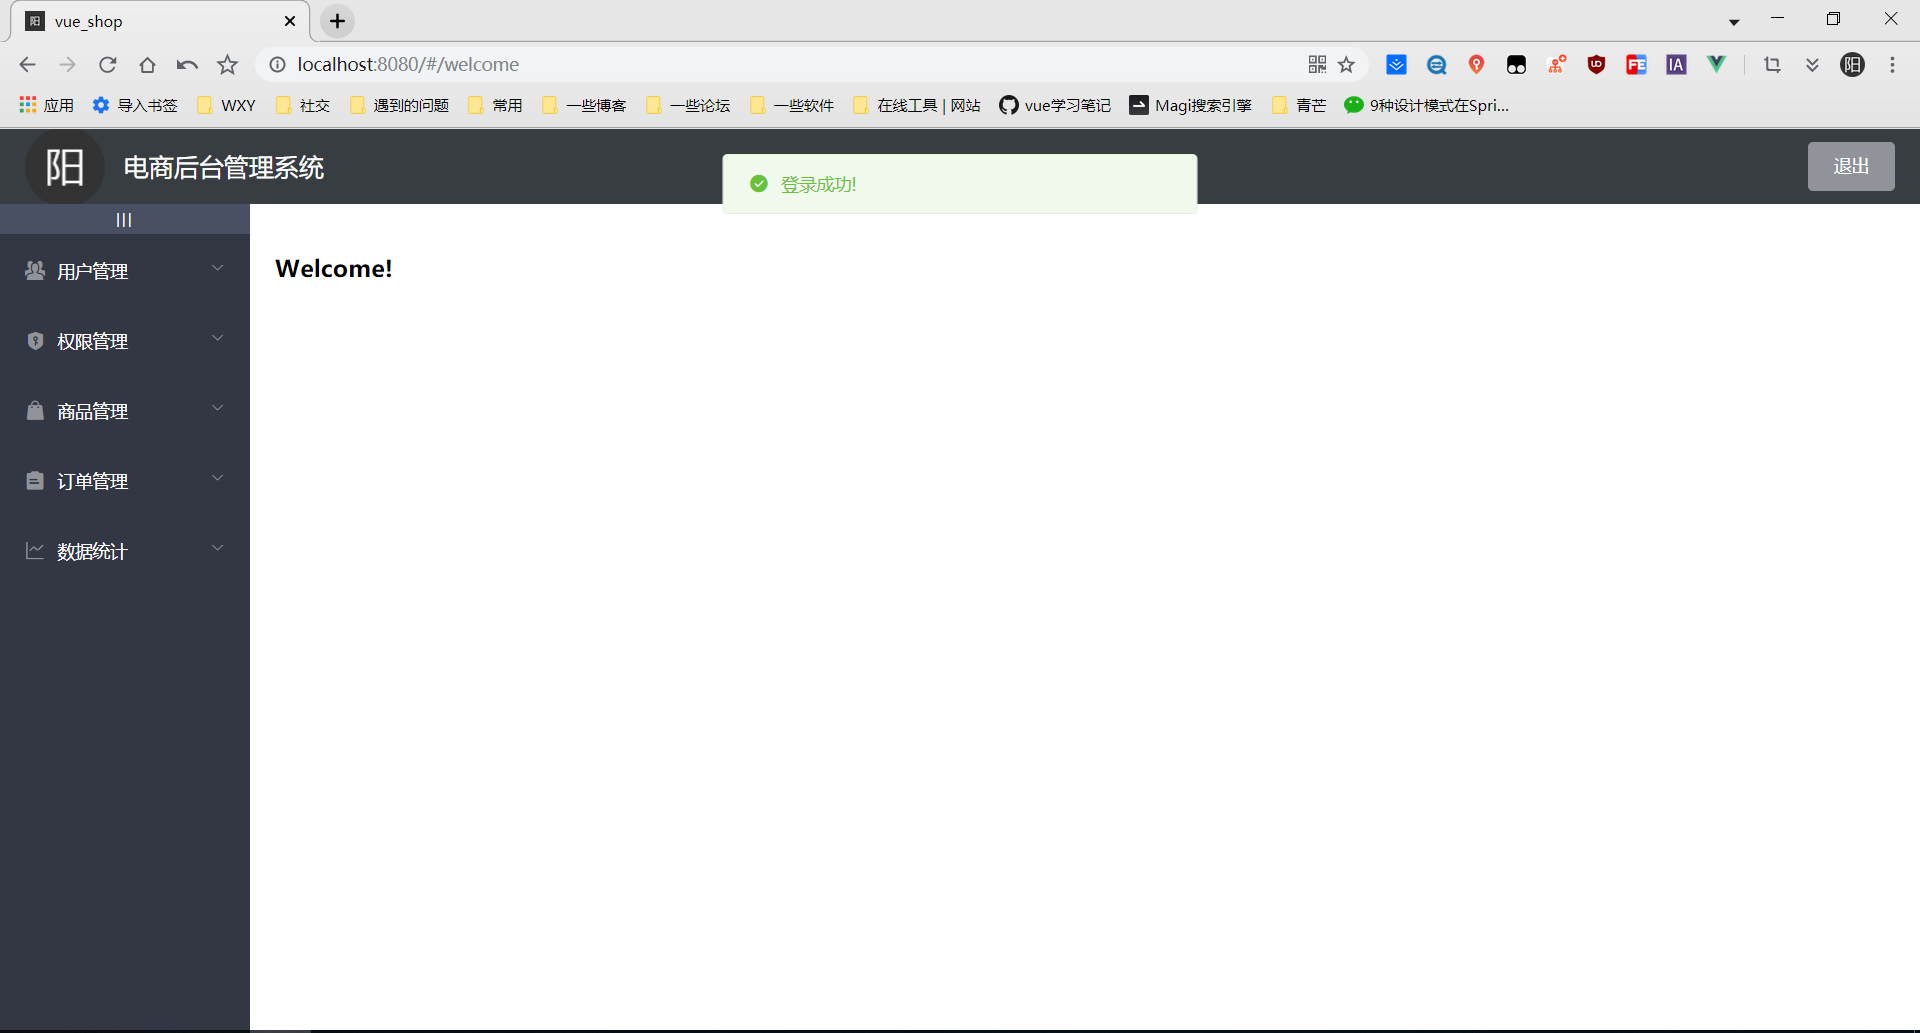 阳 vue_shop
localhost:8080/#/welcome
UD FE IA 阳
应用 导入书签 WXY 社交 遇到的问题 常用 一些博客 一些论坛 一些软件 在线工具 | 网站 vue学习笔记 Magi搜索引擎 青芒 9种设计模式在Spri...
阳 电商后台管理系统
登录成功!
退出
|||
Welcome!
用户管理
权限管理
商品管理
订单管理
数据统计